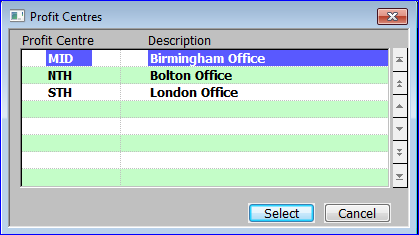 Profit Centres
Profit Centre Description
MID Birmingham Office
NTH Bolton Office
STH London Office
Select Cancel